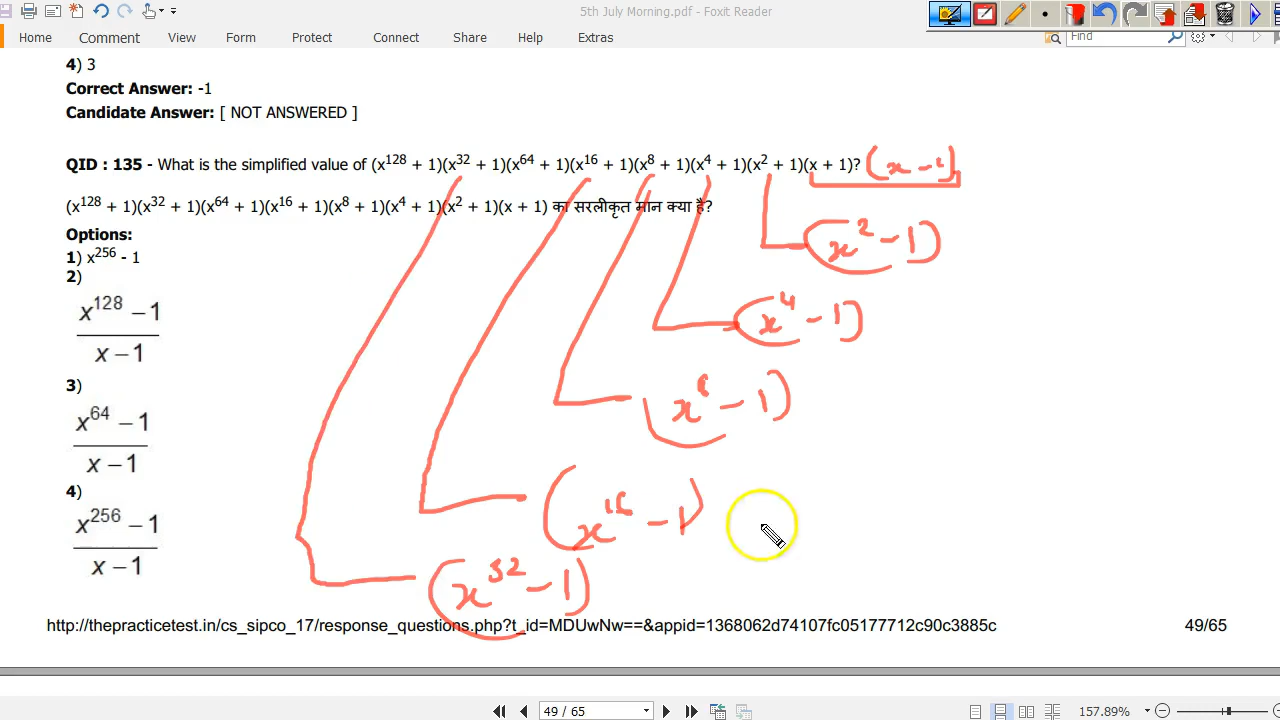 5th July Morning.pdf - Foxit Reader
Home Comment View Form Protect Connect Share Help Extras
Find
4) 3
Correct Answer: -1
Candidate Answer: [ NOT ANSWERED ]
QID : 135 - What is the simplified value of (x¹²⁸ + 1)(x³² + 1)(x⁶⁴ + 1)(x¹⁶ + 1)(x⁸ + 1)(x⁴ + 1)(x² + 1)(x + 1)? (x-1)
(x¹²⁸ + 1)(x³² + 1)(x⁶⁴ + 1)(x¹⁶ + 1)(x⁸ + 1)(x⁴ + 1)(x² + 1)(x + 1) का सरलीकृत मान क्या है?
Options:
(x²-1)
1) x²⁵⁶ - 1
2)
x¹²⁸ −1
x−1
(x⁴-1)
3)
(x⁸-1)
x⁶⁴ −1
x−1
4)
x²⁵⁶ −1
x−1
(x¹⁶-1)
(x³²-1)
http://thepracticetest.in/cs_sipco_17/response_questions.php?t_id=MDUwNw==&appid=1368062d74107fc05177712c90c3885c 49/65
49 / 65 157.89%